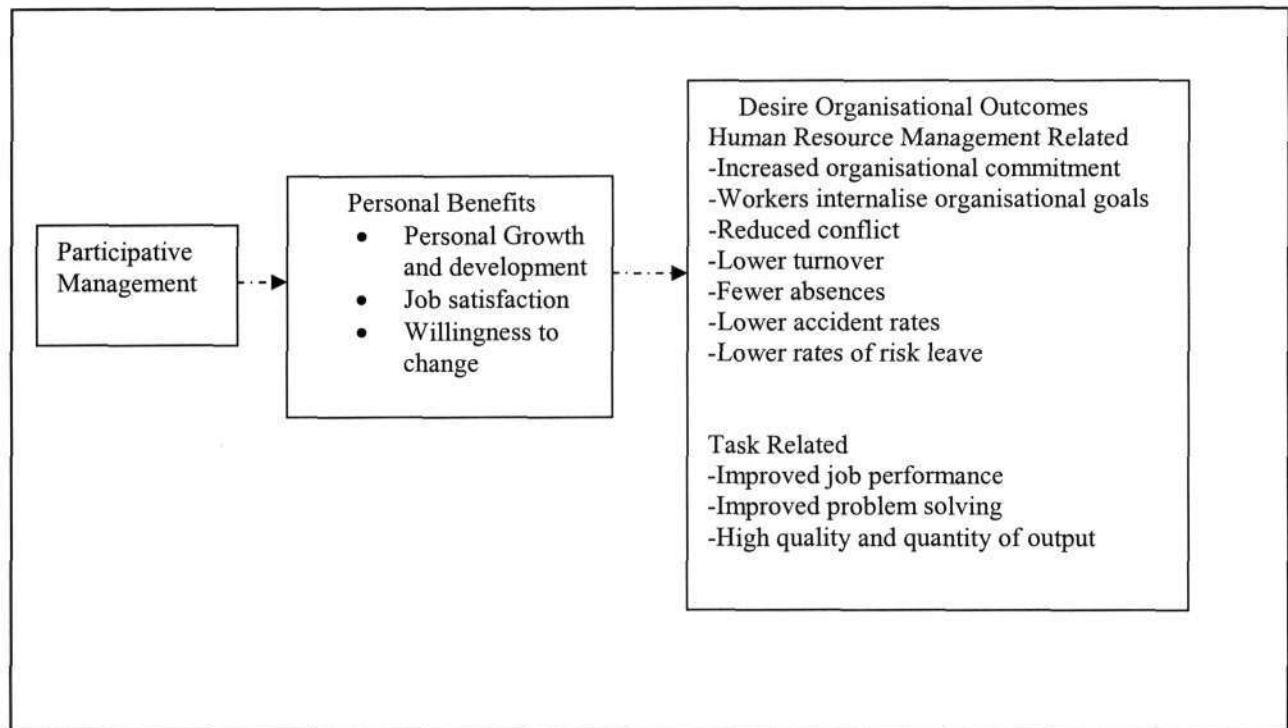 Participative
Management
Personal Benefits
• Personal Growth
and development
• Job satisfaction
• Willingness to
change
Desire Organisational Outcomes
Human Resource Management Related
-Increased organisational commitment
-Workers internalise organisational goals
-Reduced conflict
-Lower turnover
-Fewer absences
-Lower accident rates
-Lower rates of risk leave
Task Related
-Improved job performance
-Improved problem solving
-High quality and quantity of output